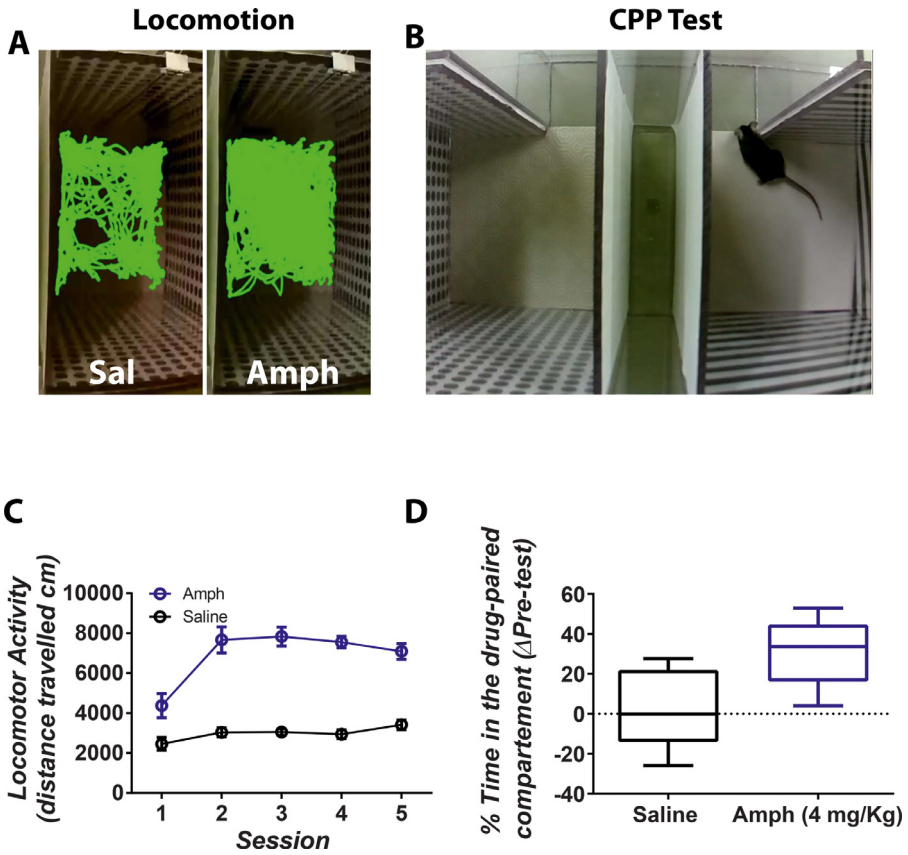 Locomotion
CPP Test
A
B
Sal
Amph
C
D
Locomotor Activity
(distance travelled cm)
10000
8000
6000
4000
2000
0
Amph
Saline
1 2 3 4 5
Session
% Time in the drug-paired
compartement (ΔPre-test)
60
40
20
0
-20
-40
Saline Amph (4 mg/Kg)